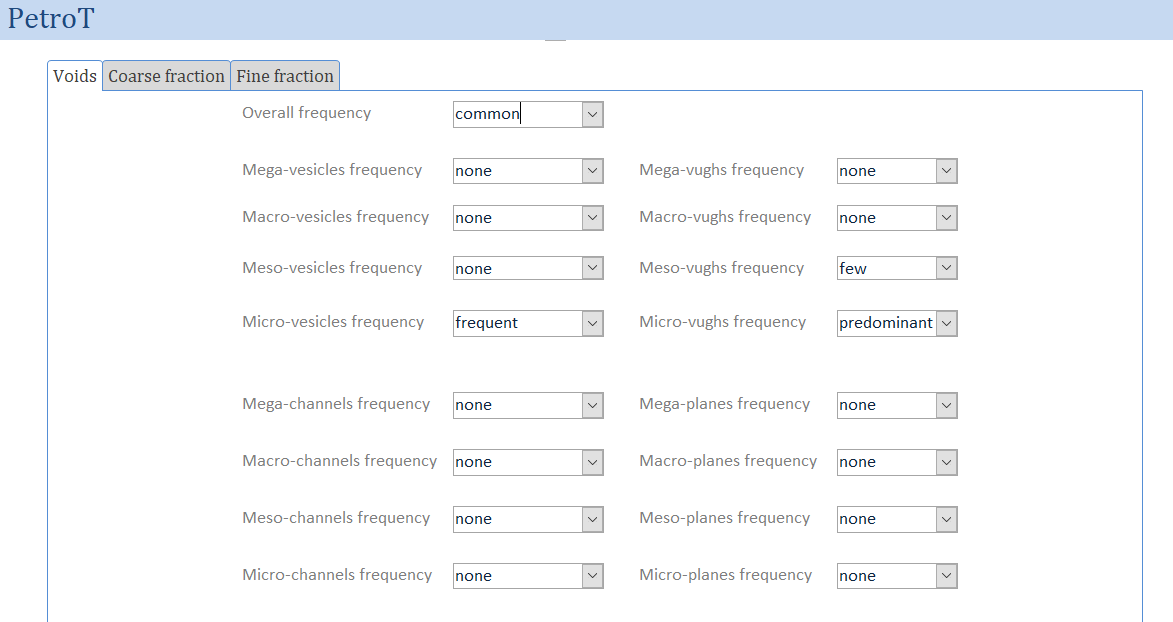 PetroT
Voids Coarse fraction Fine fraction
Overall frequency common
Mega-vesicles frequency none Mega-vughs frequency none
Macro-vesicles frequency none Macro-vughs frequency none
Meso-vesicles frequency none Meso-vughs frequency few
Micro-vesicles frequency frequent Micro-vughs frequency predominant
Mega-channels frequency none Mega-planes frequency none
Macro-channels frequency none Macro-planes frequency none
Meso-channels frequency none Meso-planes frequency none
Micro-channels frequency none Micro-planes frequency none